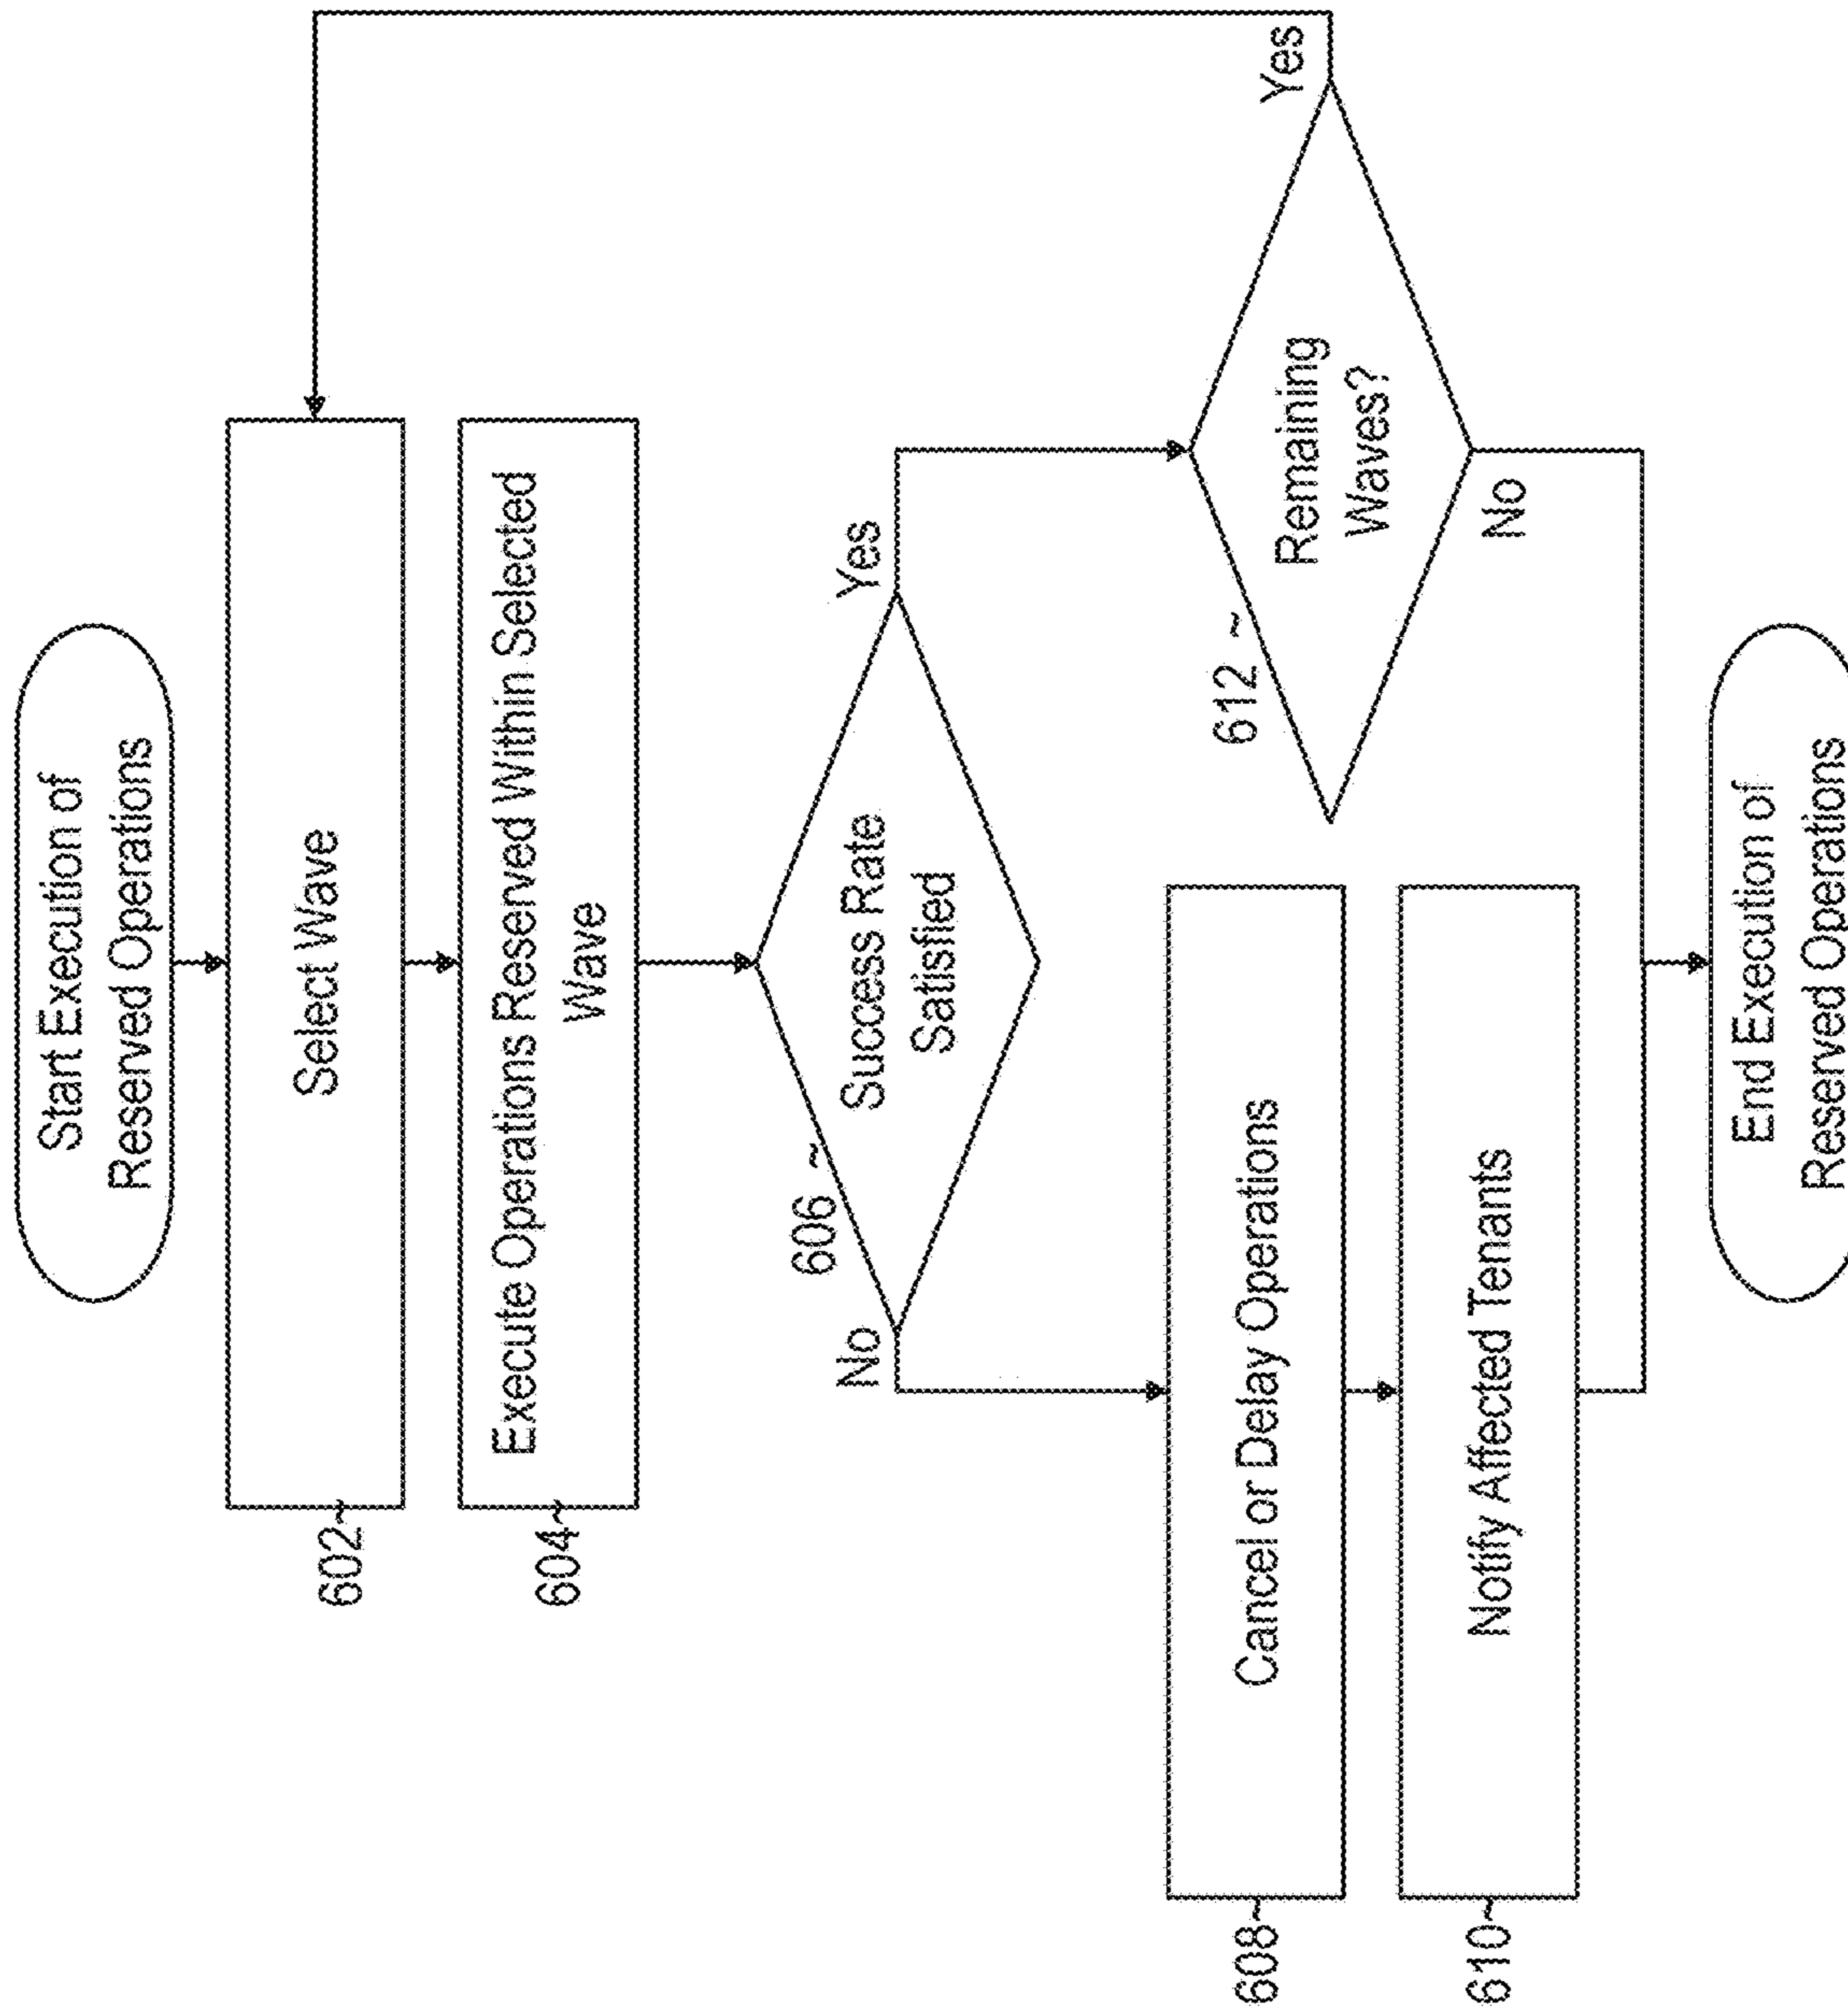 Start Execution of
Reserved Operations
602~
Select Wave
604~
Execute Operations Reserved Within Selected
Wave
606 ~
Success Rate
Satisfied
No
Yes
608~
Cancel or Delay Operations
610~
Notify Affected Tenants
612 ~
Remaining
Waves?
Yes
No
End Execution of
Reserved Operations